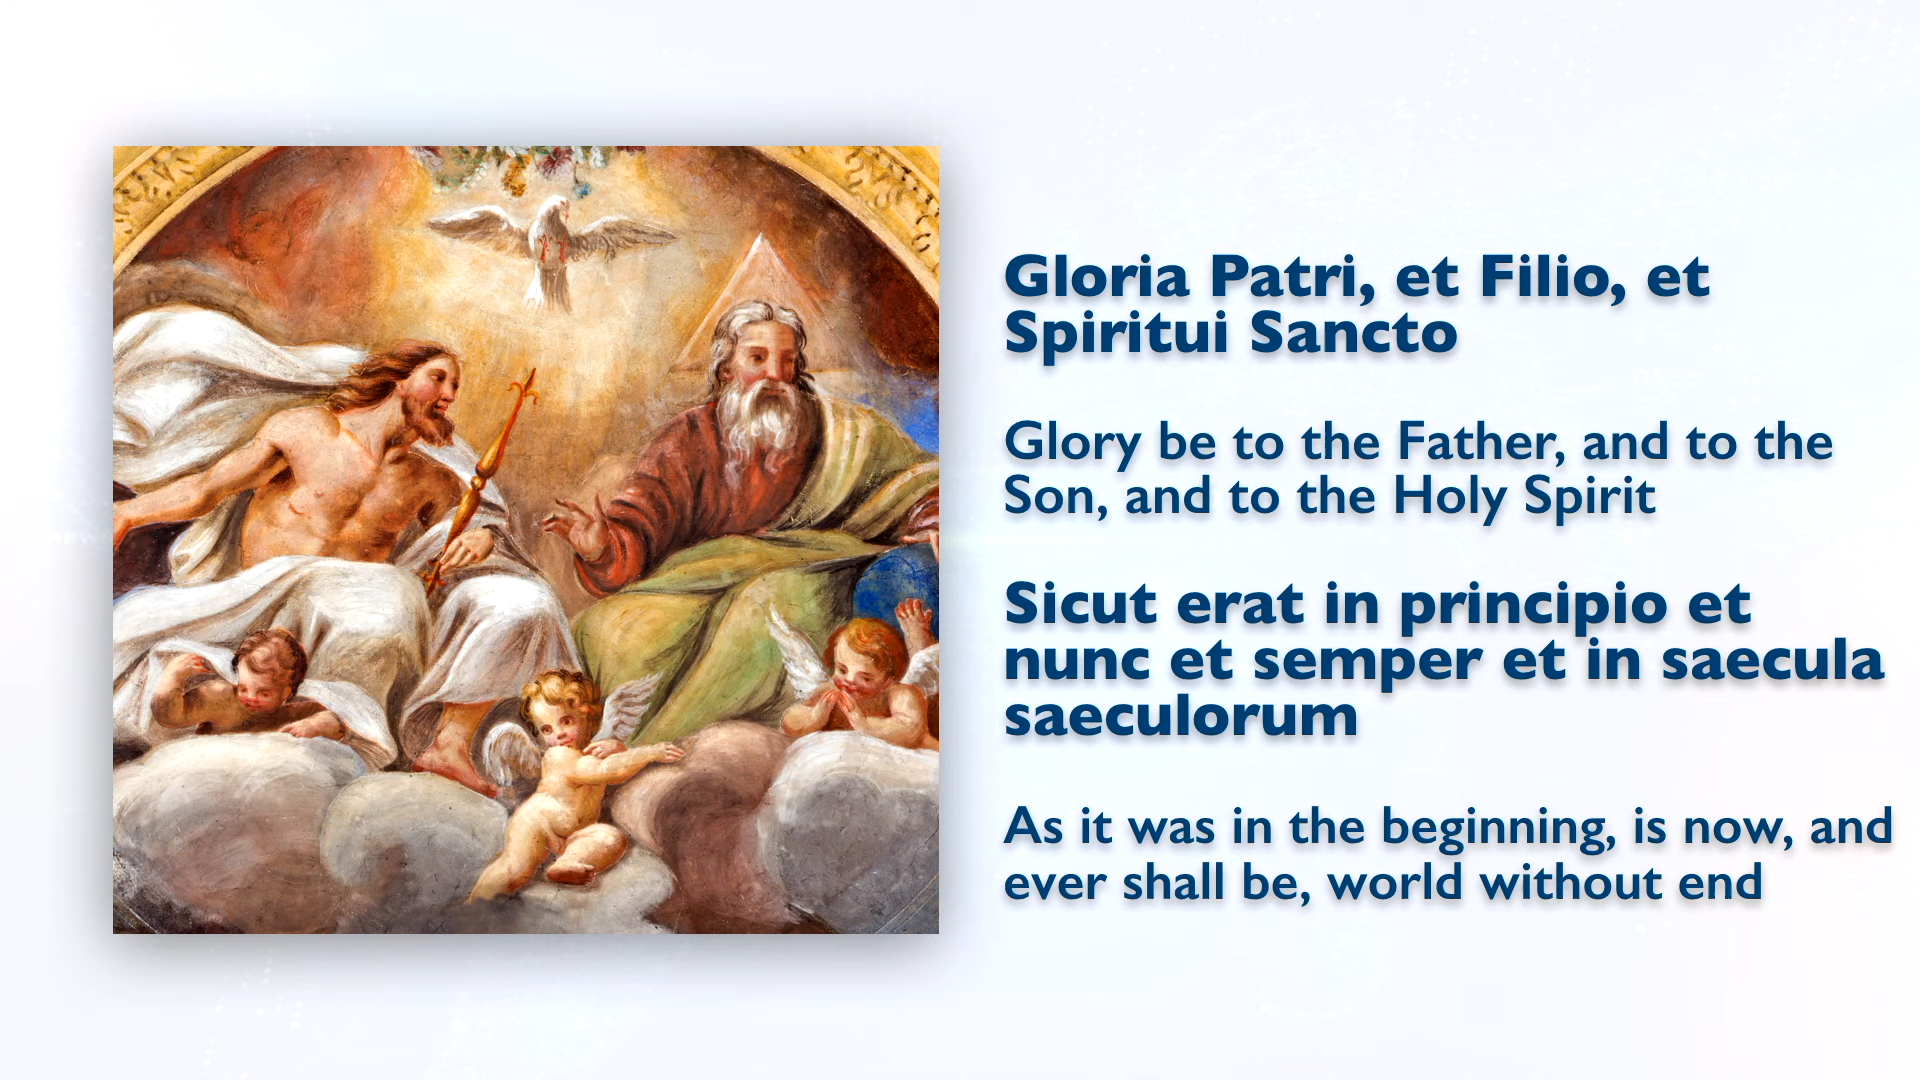 Gloria Patri, et Filio, et
Spiritui Sancto
Glory be to the Father, and to the
Son, and to the Holy Spirit
Sicut erat in principio et
nunc et semper et in saecula
saeculorum
As it was in the beginning, is now, and
ever shall be, world without end